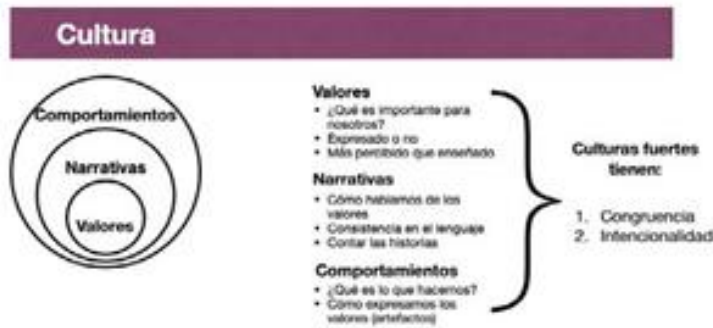 Cultura
Comportamientos
Narrativas
Valores
Valores
• ¿Qué es importante para
nosotros?
• Expresado o no
• Más percibido que enseñado
Narrativas
• Cómo hablamos de los
valores
• Consistencia en el lenguaje
• Contar las historias
Comportamientos
• ¿Qué es lo que hacemos?
• Cómo expresamos los
valores (artefactos)
Culturas fuertes
tienen:
1. Congruencia
2. Intencionalidad